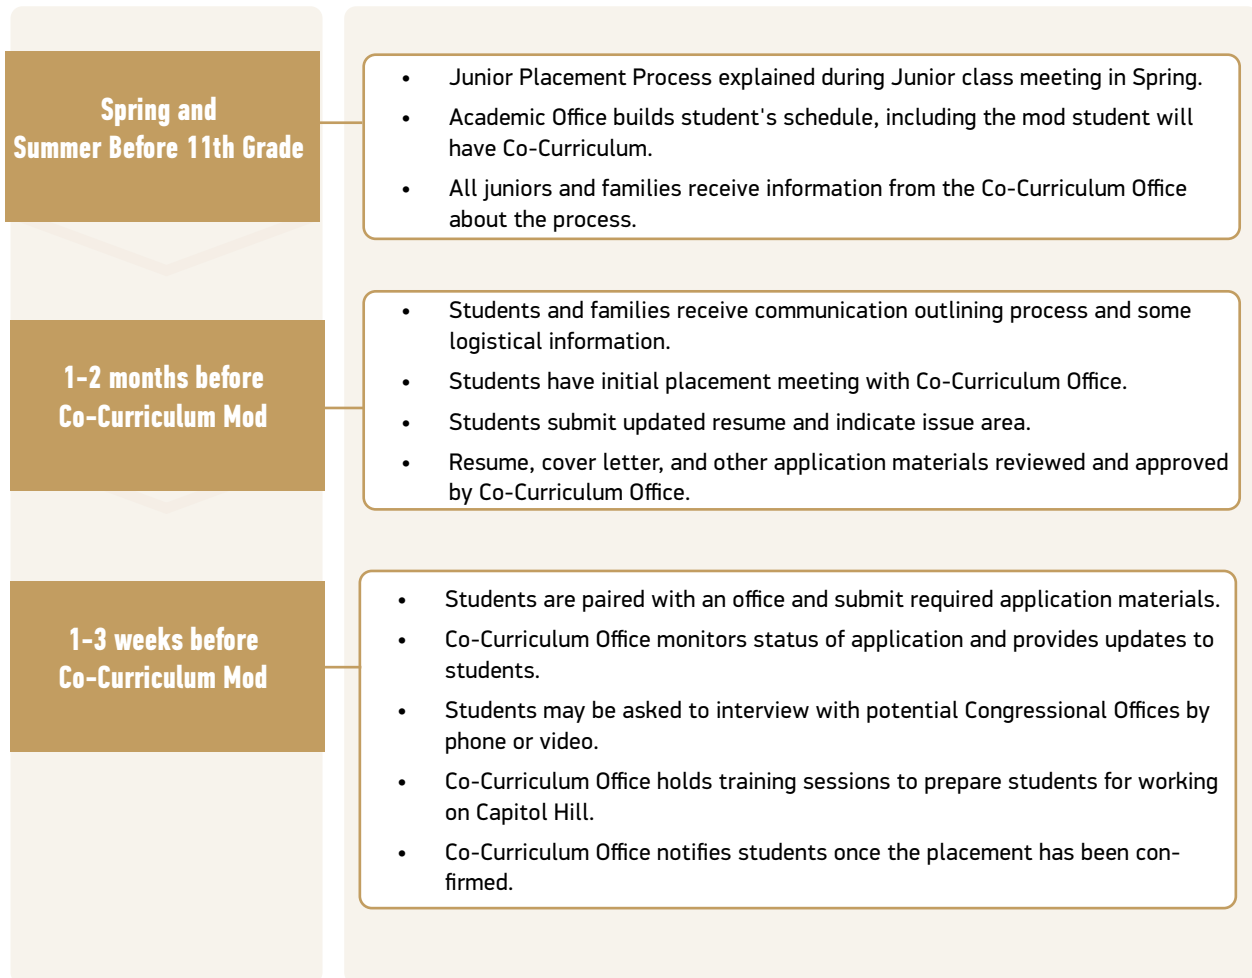 Spring and
Summer Before 11th Grade
• Junior Placement Process explained during Junior class meeting in Spring.
• Academic Office builds student's schedule, including the mod student will
have Co-Curriculum.
• All juniors and families receive information from the Co-Curriculum Office
about the process.
1-2 months before
Co-Curriculum Mod
• Students and families receive communication outlining process and some
logistical information.
• Students have initial placement meeting with Co-Curriculum Office.
• Students submit updated resume and indicate issue area.
• Resume, cover letter, and other application materials reviewed and approved
by Co-Curriculum Office.
1-3 weeks before
Co-Curriculum Mod
• Students are paired with an office and submit required application materials.
• Co-Curriculum Office monitors status of application and provides updates to
students.
• Students may be asked to interview with potential Congressional Offices by
phone or video.
• Co-Curriculum Office holds training sessions to prepare students for working
on Capitol Hill.
• Co-Curriculum Office notifies students once the placement has been con-
firmed.